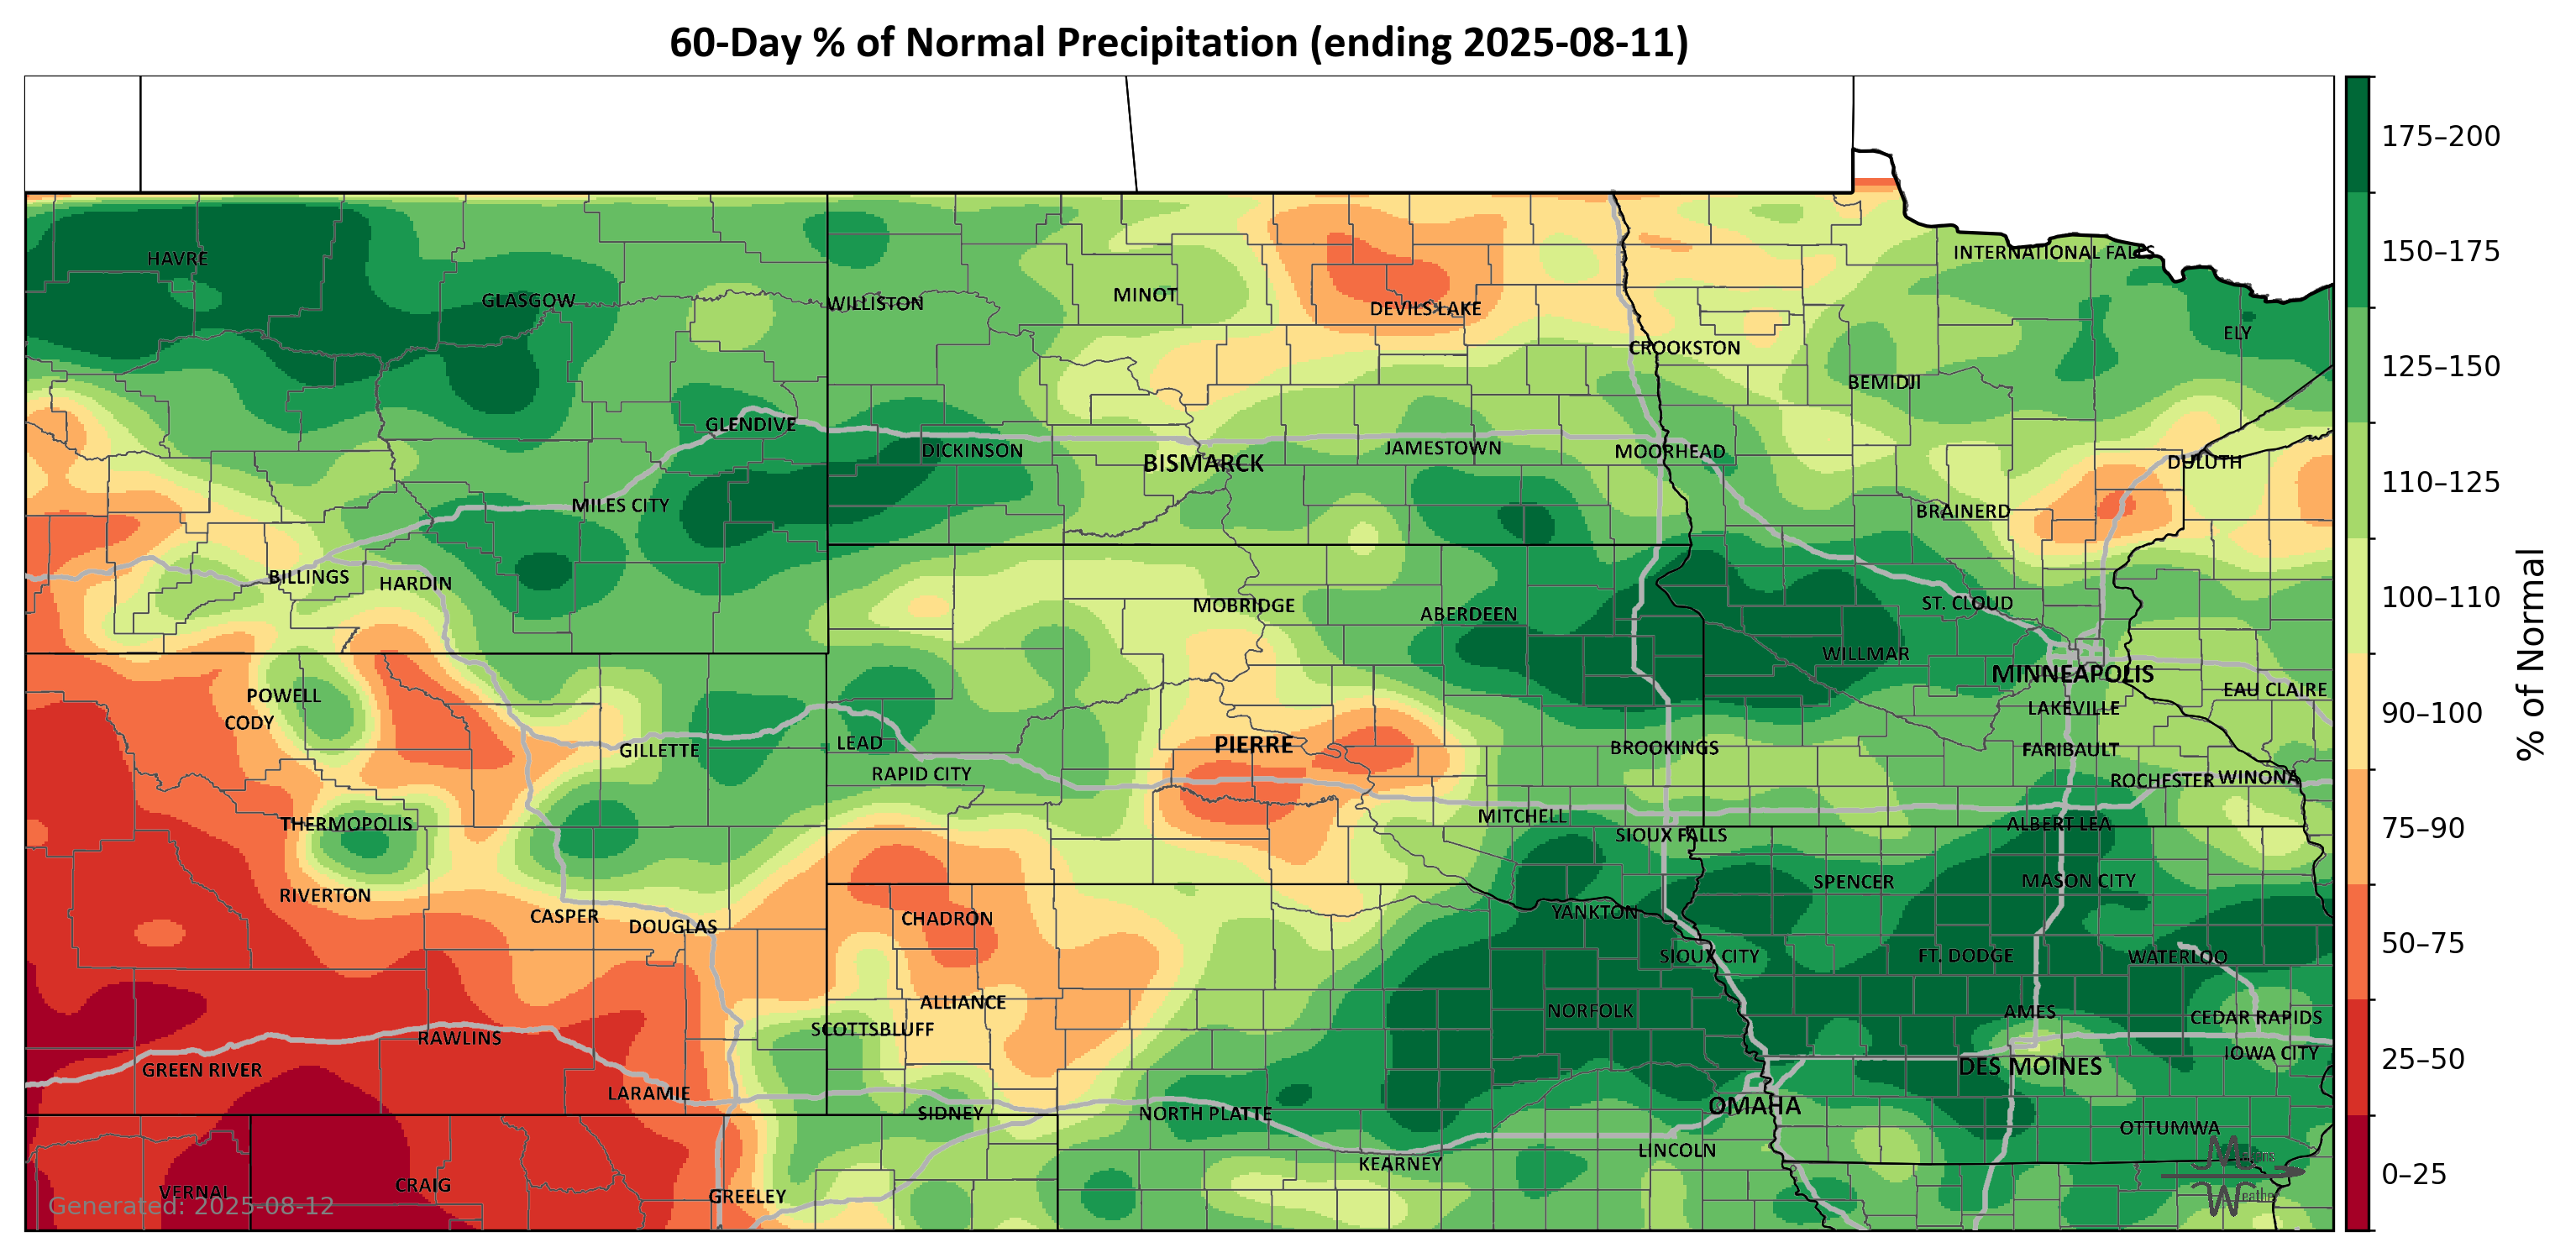 60-Day % of Normal Precipitation (ending 2025-08-11)
175–200
150–175
125–150
110–125
100–110
90–100
75–90
50–75
25–50
0–25
% of Normal
HAVRE
INTERNATIONAL FALLS
GLASGOW
WILLISTON
MINOT
DEVILS LAKE
ELY
CROOKSTON
BEMIDJI
GLENDIVE
DICKINSON
BISMARCK
JAMESTOWN
MOORHEAD
DULUTH
MILES CITY
BRAINERD
BILLINGS
HARDIN
MOBRIDGE
ABERDEEN
ST. CLOUD
WILLMAR
MINNEAPOLIS
POWELL
EAU CLAIRE
CODY
LAKEVILLE
GILLETTE
LEAD
PIERRE
BROOKINGS
FARIBAULT
RAPID CITY
ROCHESTER
WINONA
THERMOPOLIS
MITCHELL
SIOUX FALLS
ALBERT LEA
RIVERTON
SPENCER
MASON CITY
CASPER
DOUGLAS
CHADRON
YANKTON
SIOUX CITY
FT. DODGE
WATERLOO
ALLIANCE
NORFOLK
AMES
CEDAR RAPIDS
SCOTTSBLUFF
RAWLINS
IOWA CITY
GREEN RIVER
DES MOINES
LARAMIE
SIDNEY
NORTH PLATTE
OMAHA
OTTUMWA
KEARNEY
LINCOLN
VERNAL
CRAIG
GREELEY
Generated: 2025-08-12
Weather